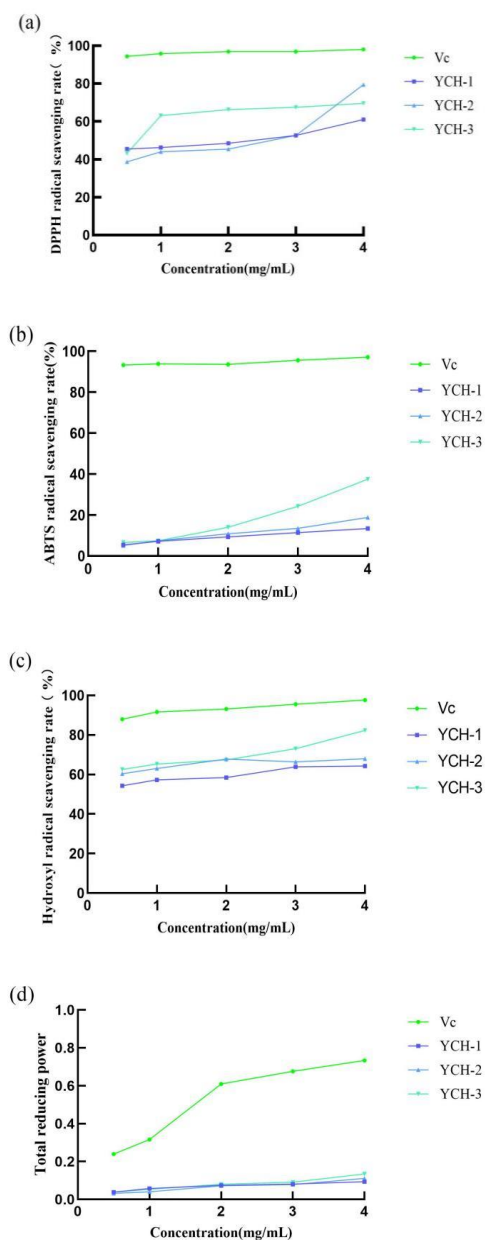 (a)
DPPH radical scavenging rate( %)
100
80
60
40
20
0
0
1
2
3
4
Concentration(mg/mL)
Vc
YCH-1
YCH-2
YCH-3
(b)
ABTS radical scavenging rate(%)
100
80
60
40
20
0
0
1
2
3
4
Concentration(mg/mL)
Vc
YCH-1
YCH-2
YCH-3
(c)
Hydroxyl radical scavenging rate ( %)
100
80
60
40
20
0
0
1
2
3
4
Concentration(mg/mL)
Vc
YCH-1
YCH-2
YCH-3
(d)
Total reducing power
1.0
0.8
0.6
0.4
0.2
0.0
0
1
2
3
4
Concentration(mg/mL)
Vc
YCH-1
YCH-2
YCH-3